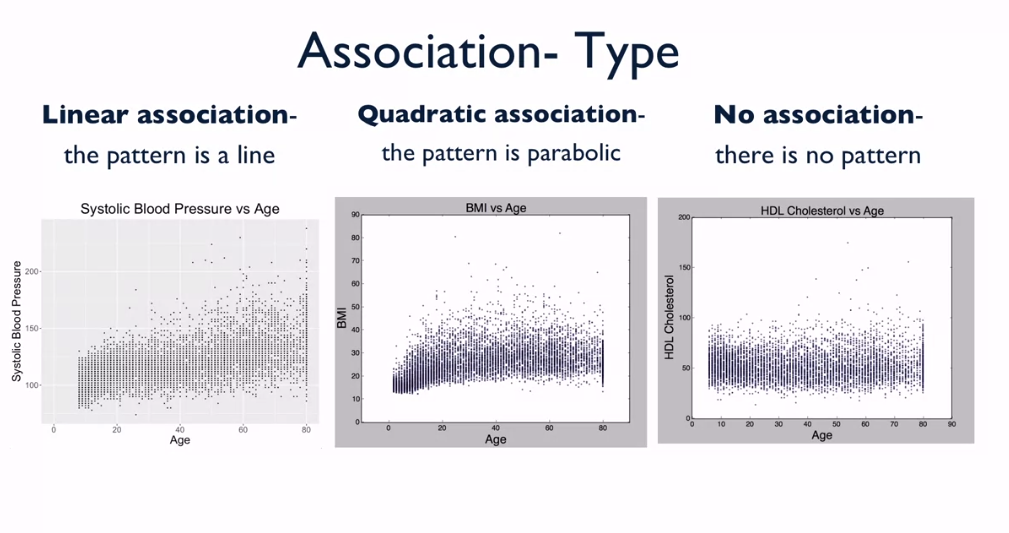 Association- Type
Linear association-
the pattern is a line
Quadratic association-
the pattern is parabolic
No association-
there is no pattern
Systolic Blood Pressure vs Age
Systolic Blood Pressure
200
150
100
0
20
40
60
80
Age
BMI vs Age
BMI
90
80
70
60
50
40
30
20
10
0
0
20
40
60
80
Age
HDL Cholesterol vs Age
HDL Cholesterol
200
150
100
50
0
0
10
20
30
40
50
60
70
80
90
Age